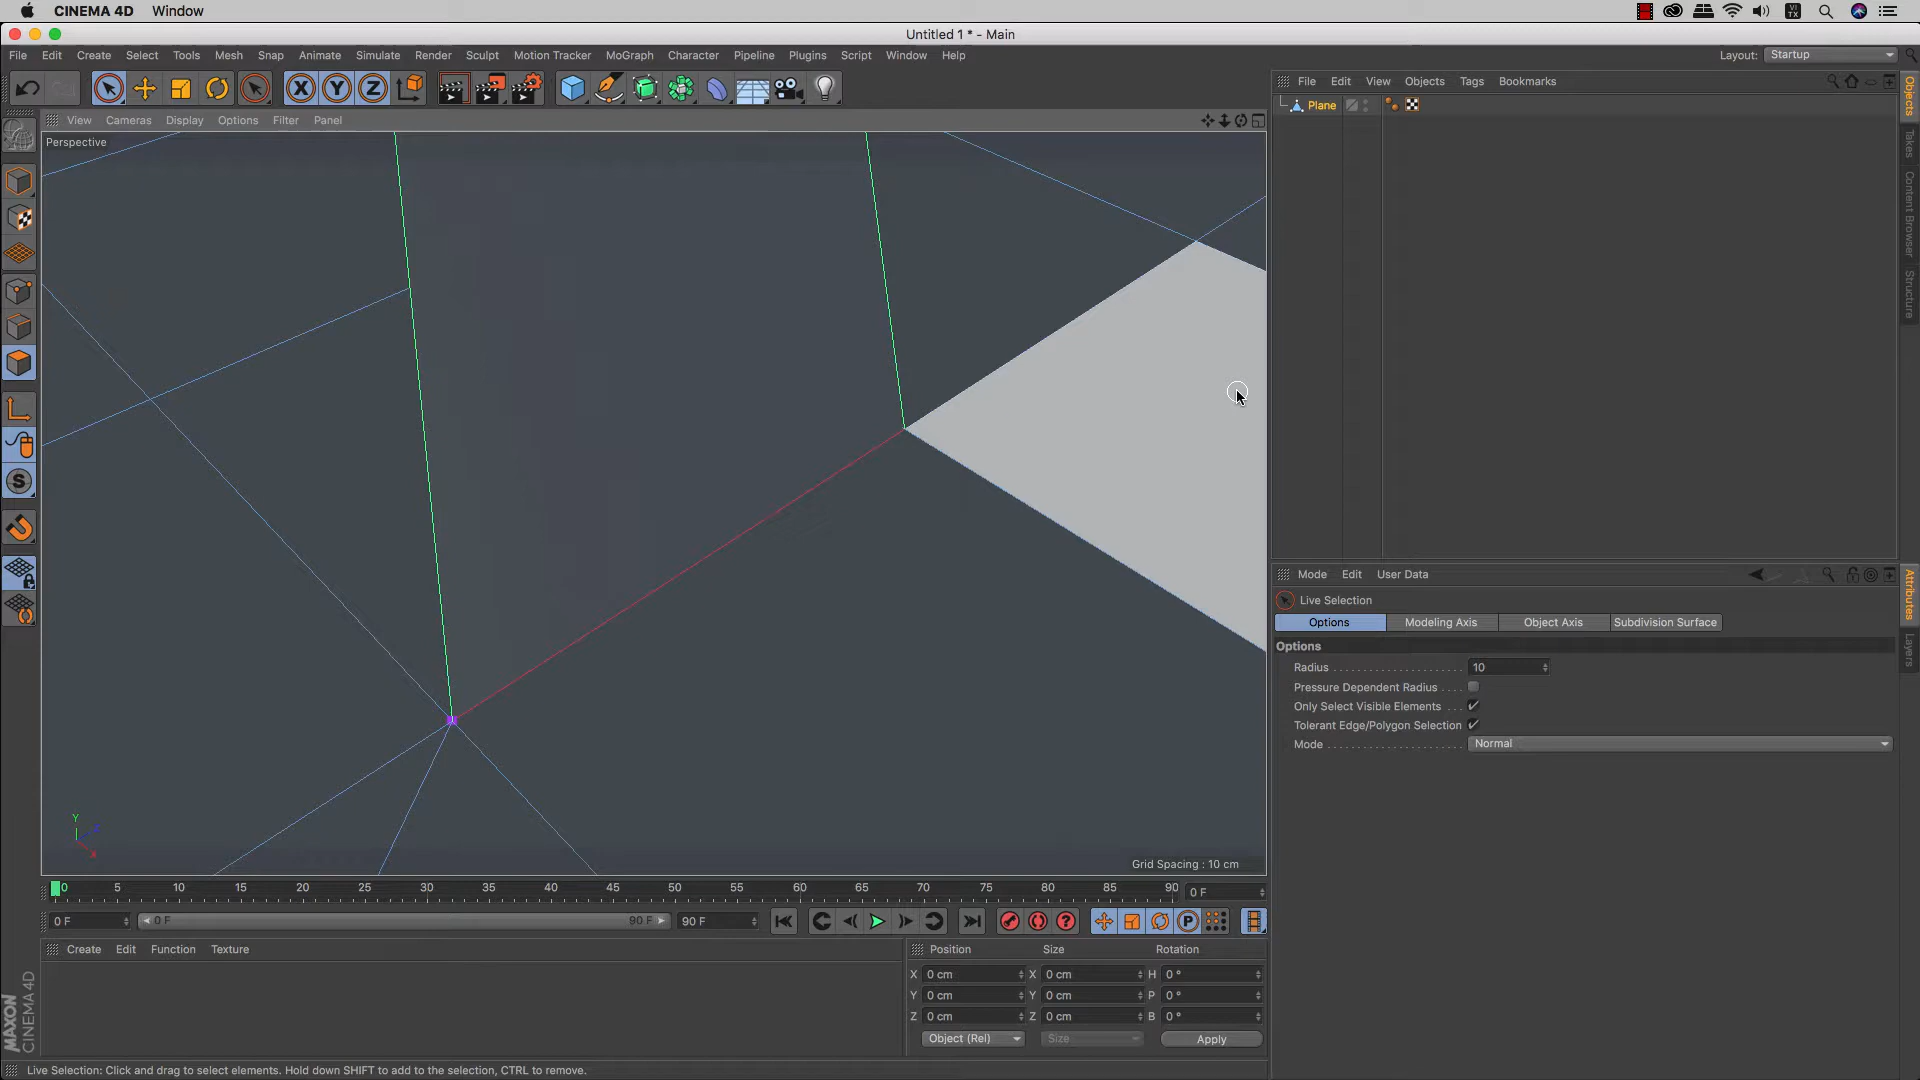 CINEMA 4D Window
Untitled 1 * - Main
File Edit Create Select Tools Mesh Snap Animate Simulate Render Sculpt Motion Tracker MoGraph Character Pipeline Plugins Script Window Help Layout: Startup
X Y Z
File Edit View Objects Tags Bookmarks
Plane
View Cameras Display Options Filter Panel
Perspective
Objects
Takes
Content Browser
Structure
Mode Edit User Data
Live Selection
Options Modeling Axis Object Axis Subdivision Surface
Options
Radius 10
Pressure Dependent Radius
Only Select Visible Elements
Tolerant Edge/Polygon Selection
Mode Normal
Attributes
Layers
Y
Grid Spacing : 10 cm
0 5 10 15 20 25 30 35 40 45 50 55 60 65 70 75 80 85 90 0 F
0 F 0 F 90 F 90 F
Create Edit Function Texture
Position Size Rotation
X 0 cm X 0 cm H 0 °
Y 0 cm Y 0 cm P 0 °
Z 0 cm Z 0 cm B 0 °
Object (Rel) Size Apply
MAXON
CINEMA 4D
Live Selection: Click and drag to select elements. Hold down SHIFT to add to the selection, CTRL to remove.